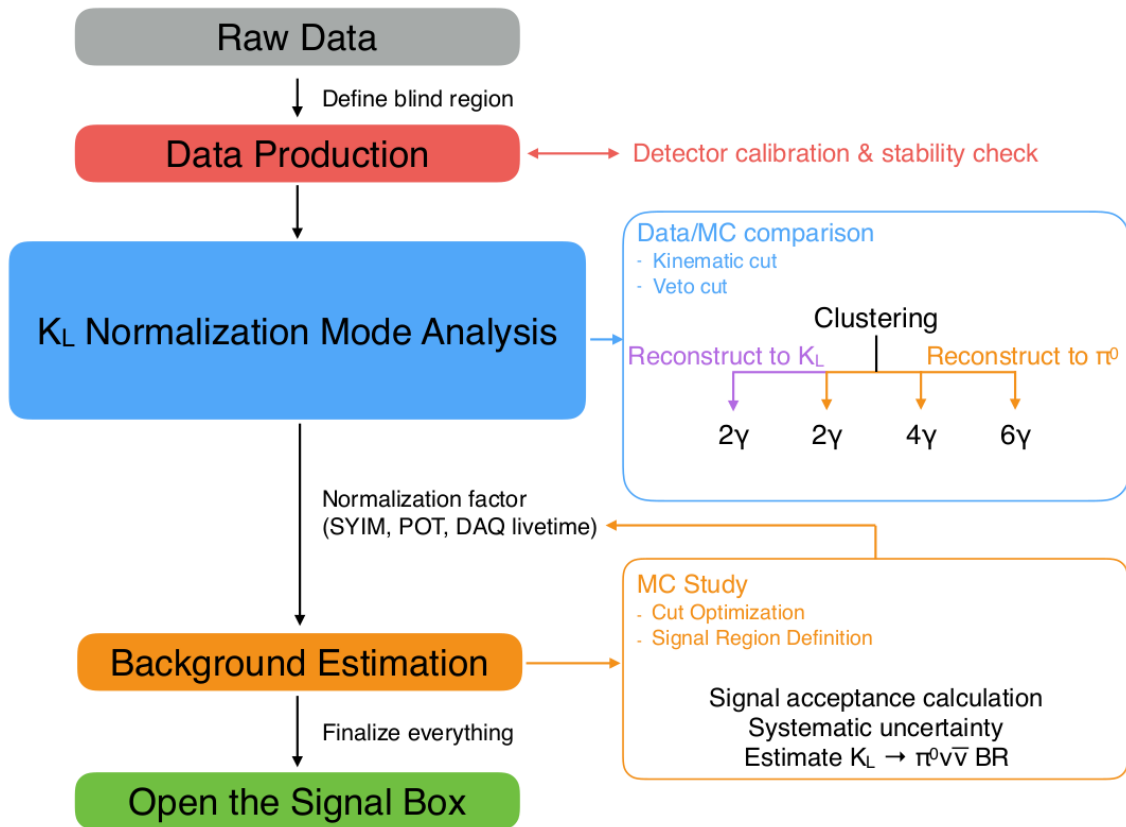 Raw Data
Define blind region
Data Production
Detector calibration & stability check
K_L Normalization Mode Analysis
Data/MC comparison
- Kinematic cut
- Veto cut
Clustering
Reconstruct to K_L
Reconstruct to π⁰
2γ 2γ 4γ 6γ
Normalization factor
(SYIM, POT, DAQ livetime)
MC Study
- Cut Optimization
- Signal Region Definition
Background Estimation
Signal acceptance calculation
Systematic uncertainty
Estimate K_L → π⁰νν̅ BR
Finalize everything
Open the Signal Box